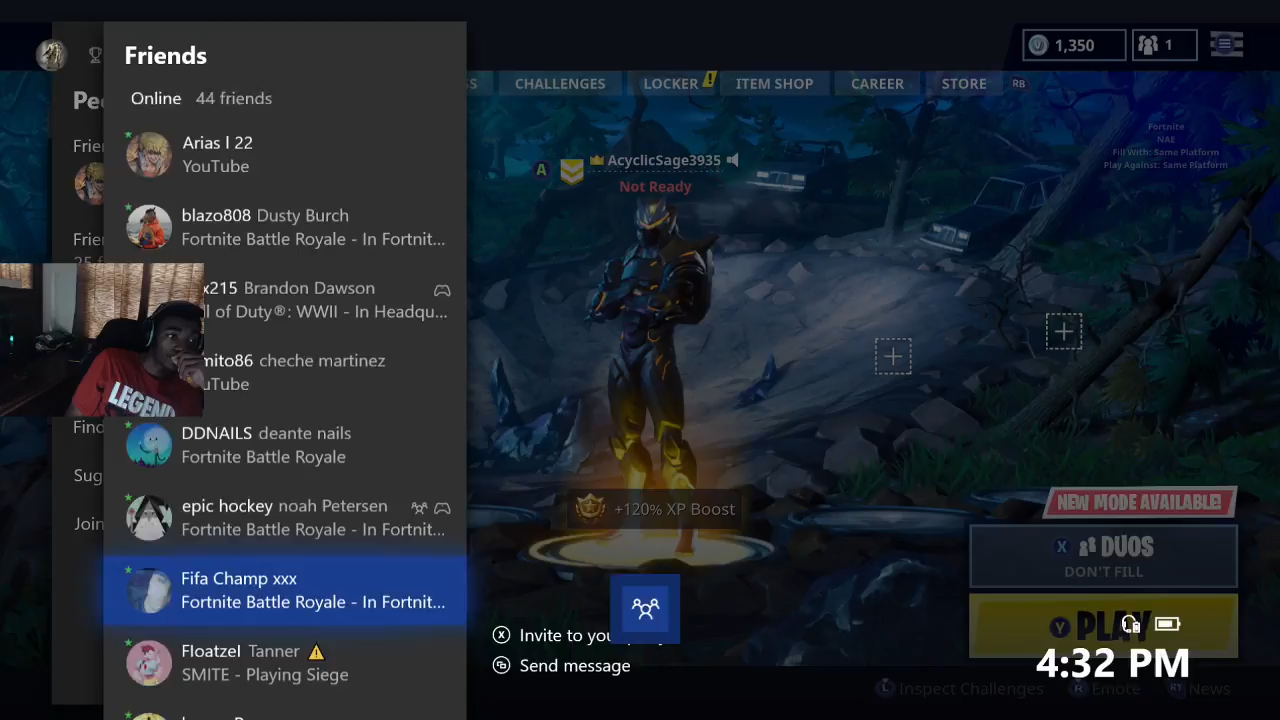 Friends
Online 44 friends
Arias l 22
YouTube
blazo808 Dusty Burch
Fortnite Battle Royale - In Fortnit...
x215 Brandon Dawson
ll of Duty®: WWII - In Headqu...
mito86 cheche martinez
uTube
DDNAILS deante nails
Fortnite Battle Royale
epic hockey noah Petersen
Fortnite Battle Royale - In Fortnit...
Fifa Champ xxx
Fortnite Battle Royale - In Fortnit...
Floatzel Tanner
SMITE - Playing Siege
Pe
Frie
Frie
Find
Sug
Join
LEGEND
1,350
1
CHALLENGES
LOCKER
ITEM SHOP
CAREER
STORE
RB
Fortnite
NAE
Fill With: Same Platform
Play Against: Same Platform
A
AcyclicSage3935
Not Ready
+120% XP Boost
NEW MODE AVAILABLE
X DUOS
DON'T FILL
Y PLAY
X Invite to you
Send message
4:32 PM
L Inspect Challenges
R Emote
RT News